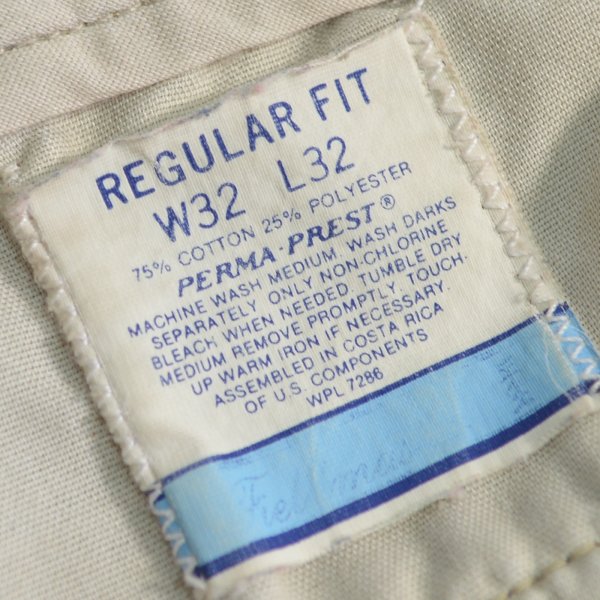 REGULAR FIT
W32 L32
75% COTTON 25% POLYESTER
PERMA-PREST®
MACHINE WASH MEDIUM, WASH DARKS
SEPARATELY ONLY NON-CHLORINE
BLEACH WHEN NEEDED. TUMBLE DRY
MEDIUM REMOVE PROMPTLY, TOUCH-
UP WARM IRON IF NECESSARY.
ASSEMBLED IN COSTA RICA
OF U.S. COMPONENTS
WPL 7286